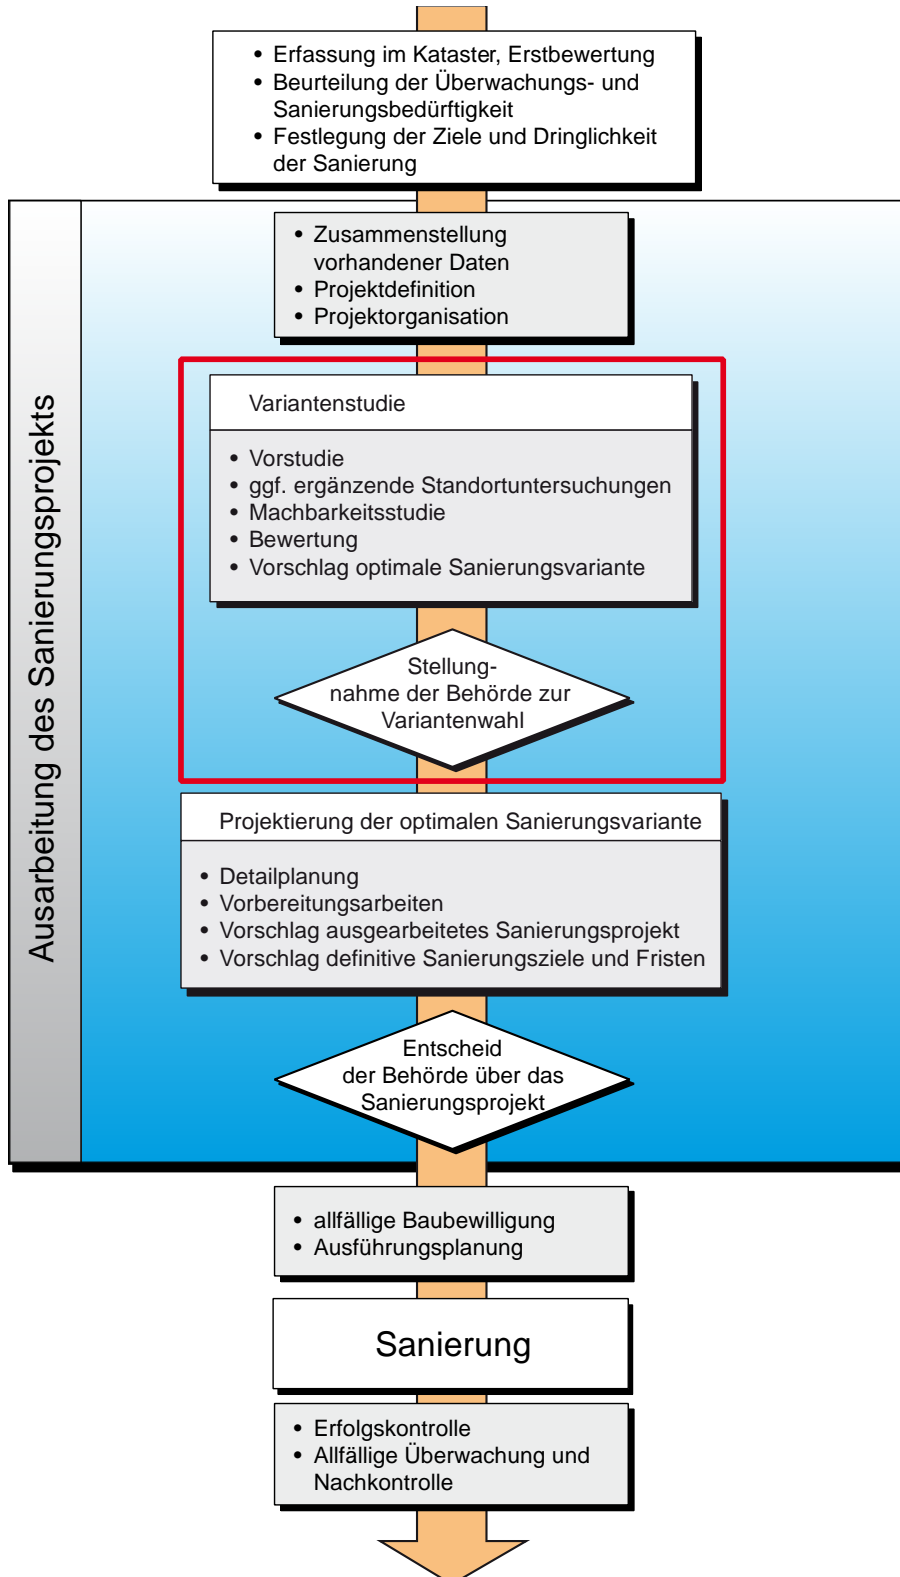 • Erfassung im Kataster, Erstbewertung
• Beurteilung der Überwachungs- und
Sanierungsbedürftigkeit
• Festlegung der Ziele und Dringlichkeit
der Sanierung
Ausarbeitung des Sanierungsprojekts
• Zusammenstellung
vorhandener Daten
• Projektdefinition
• Projektorganisation
Variantenstudie
• Vorstudie
• ggf. ergänzende Standortuntersuchungen
• Machbarkeitsstudie
• Bewertung
• Vorschlag optimale Sanierungsvariante
Stellung-
nahme der Behörde zur
Variantenwahl
Projektierung der optimalen Sanierungsvariante
• Detailplanung
• Vorbereitungsarbeiten
• Vorschlag ausgearbeitetes Sanierungsprojekt
• Vorschlag definitive Sanierungsziele und Fristen
Entscheid
der Behörde über das
Sanierungsprojekt
• allfällige Baubewilligung
• Ausführungsplanung
Sanierung
• Erfolgskontrolle
• Allfällige Überwachung und
Nachkontrolle